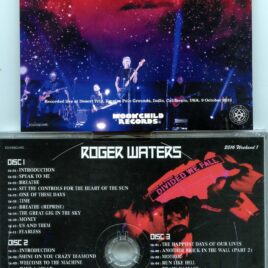 Recorded live at Desert Trip, Empire Polo Grounds, Indio, California, USA. 9 October 2016
MOONCHILD
RECORDS
ROGER WATERS
2016 Weekend 1
DIVIDED WE FALL
DISC 1
INTRODUCTION
SPEAK TO ME
BREATHE
SET THE CONTROLS FOR THE HEART OF THE SUN
ONE OF THESE DAYS
TIME
BREATHE (REPRISE)
THE GREAT GIG IN THE SKY
MONEY
US AND THEM
FEARLESS
DISC 2
INTRODUCTION
SHINE ON YOU CRAZY DIAMOND
WELCOME TO THE MACHINE
DISC 3
THE HAPPIEST DAYS OF OUR LIVES
ANOTHER BRICK IN THE WALL (PART 2)
MOTHER
RUN LIKE HELL